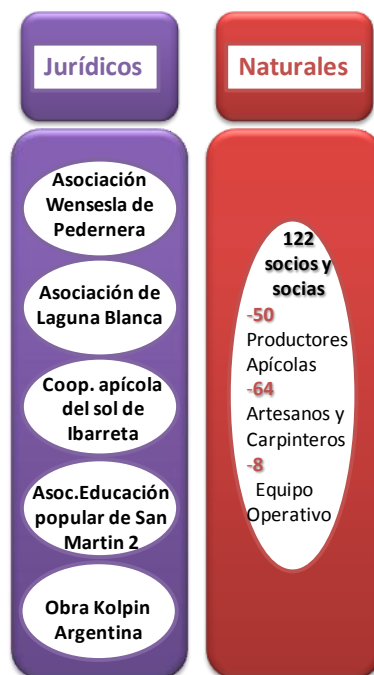 Jurídicos
Asociación
Wensesla de
Pedernera
Asociación de
Laguna Blanca
Coop. apícola
del sol de
Ibarreta
Asoc.Educación
popular de San
Martin 2
Obra Kolpin
Argentina
Naturales
122
socios y
socias
-50
Productores
Apícolas
-64
Artesanos y
Carpinteros
-8
Equipo
Operativo